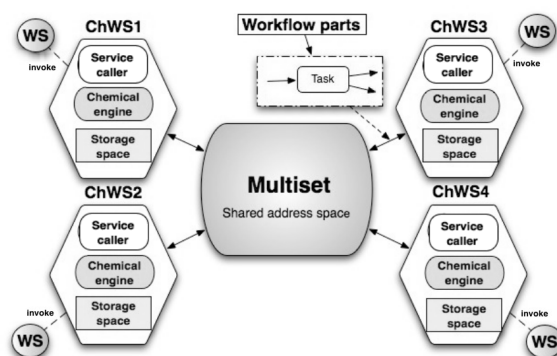 WS
invoke
ChWS1
Service
caller
Chemical
engine
Storage
space
Workflow parts
Task
ChWS3
Service
caller
Chemical
engine
Storage
space
WS
invoke
Multiset
Shared address space
ChWS2
Service
caller
Chemical
engine
Storage
space
invoke
WS
ChWS4
Service
caller
Chemical
engine
Storage
space
invoke
WS